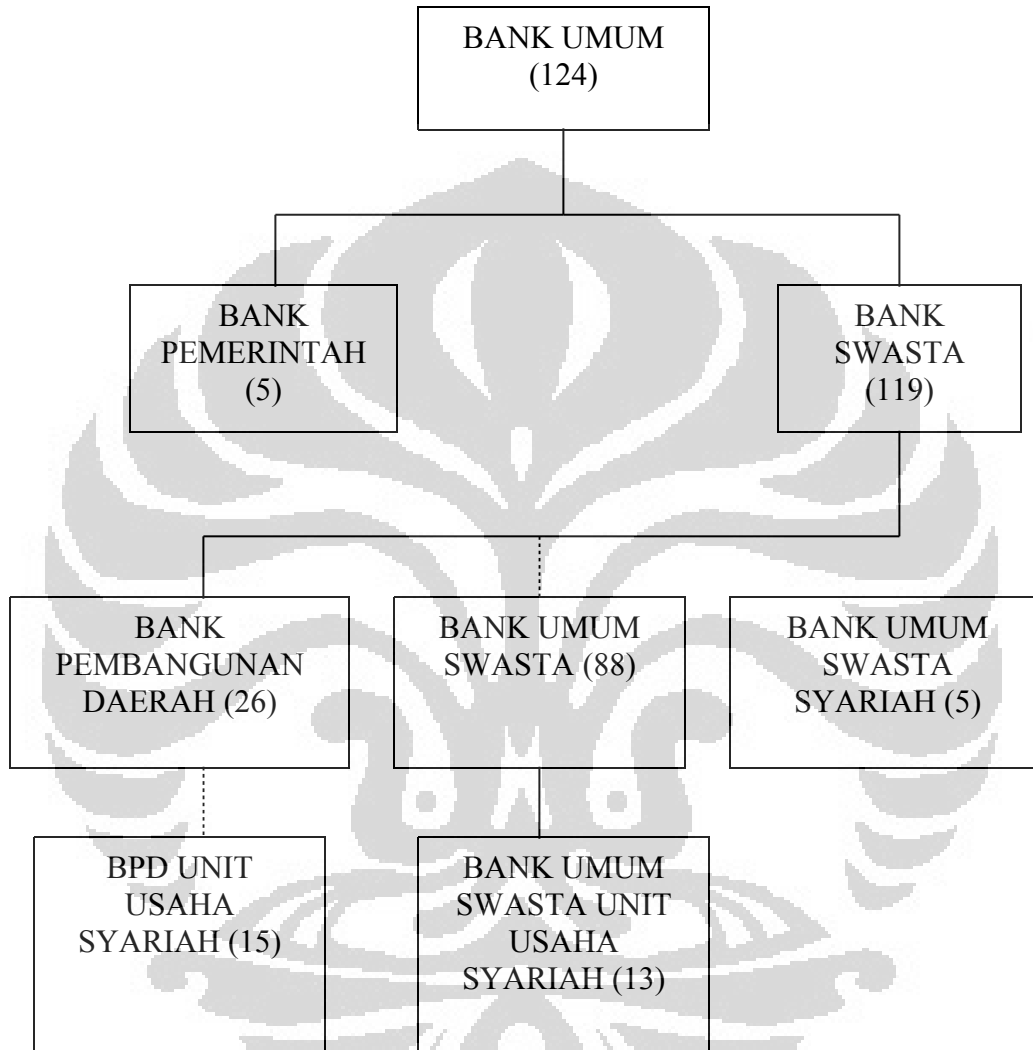 BANK UMUM
(124)
BANK
PEMERINTAH
(5)
BANK
SWASTA
(119)
BANK
PEMBANGUNAN
DAERAH (26)
BANK UMUM
SWASTA (88)
BANK UMUM
SWASTA
SYARIAH (5)
BPD UNIT
USAHA
SYARIAH (15)
BANK UMUM
SWASTA UNIT
USAHA
SYARIAH (13)